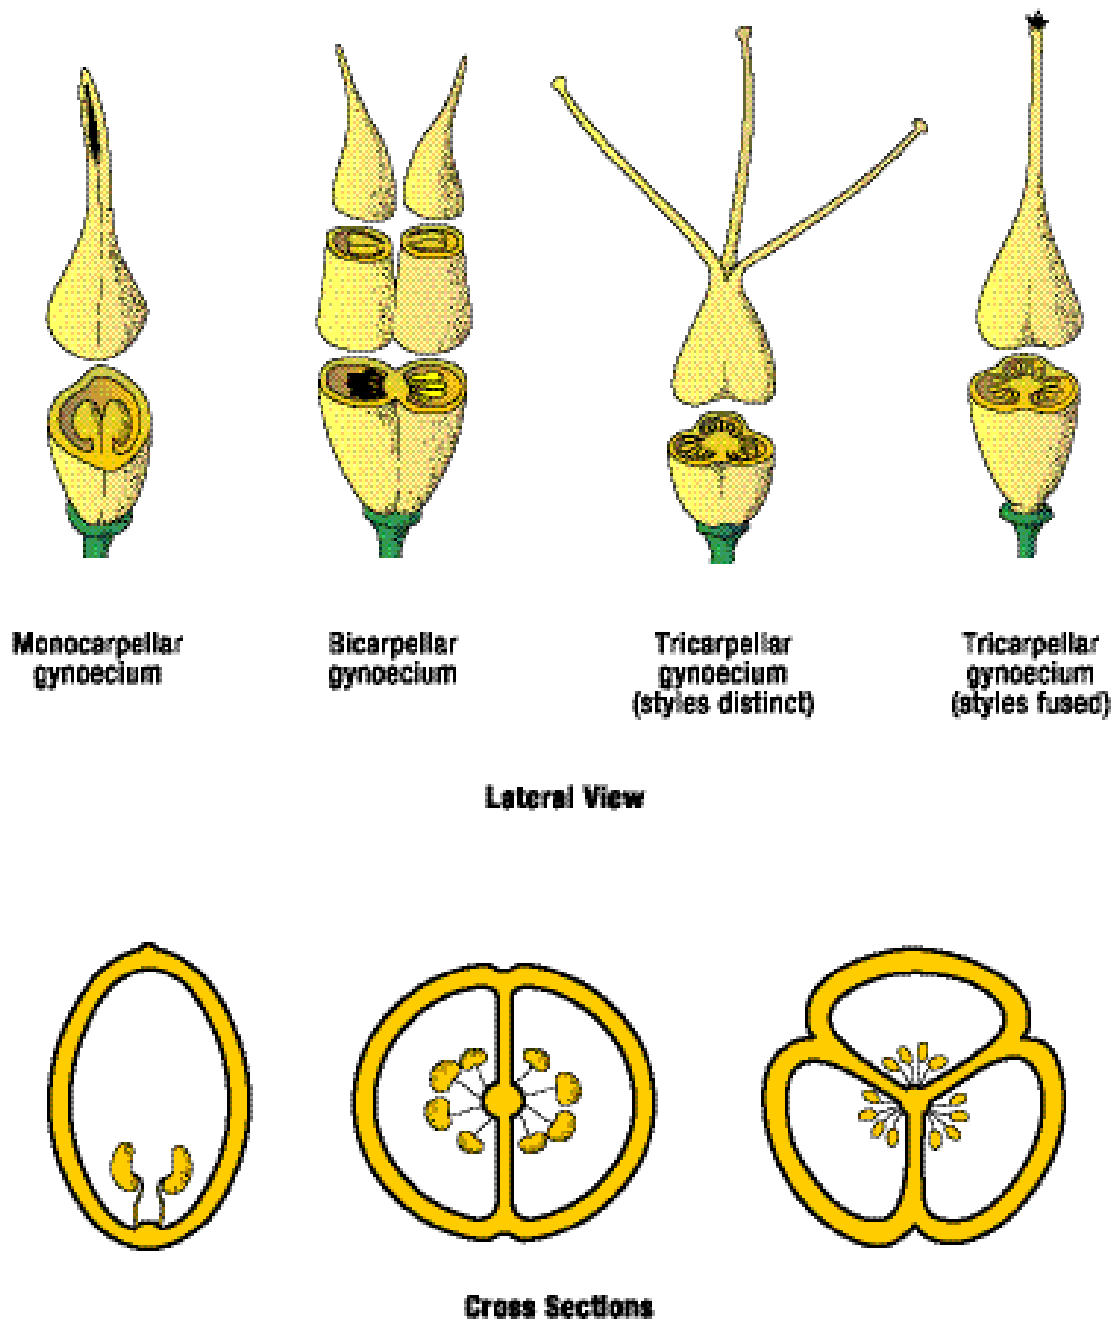 Monocarpellar
gynoecium
Bicarpellar
gynoecium
Tricarpellar
gynoecium
(styles distinct)
Tricarpellar
gynoecium
(styles fused)
Lateral View
Cross Sections